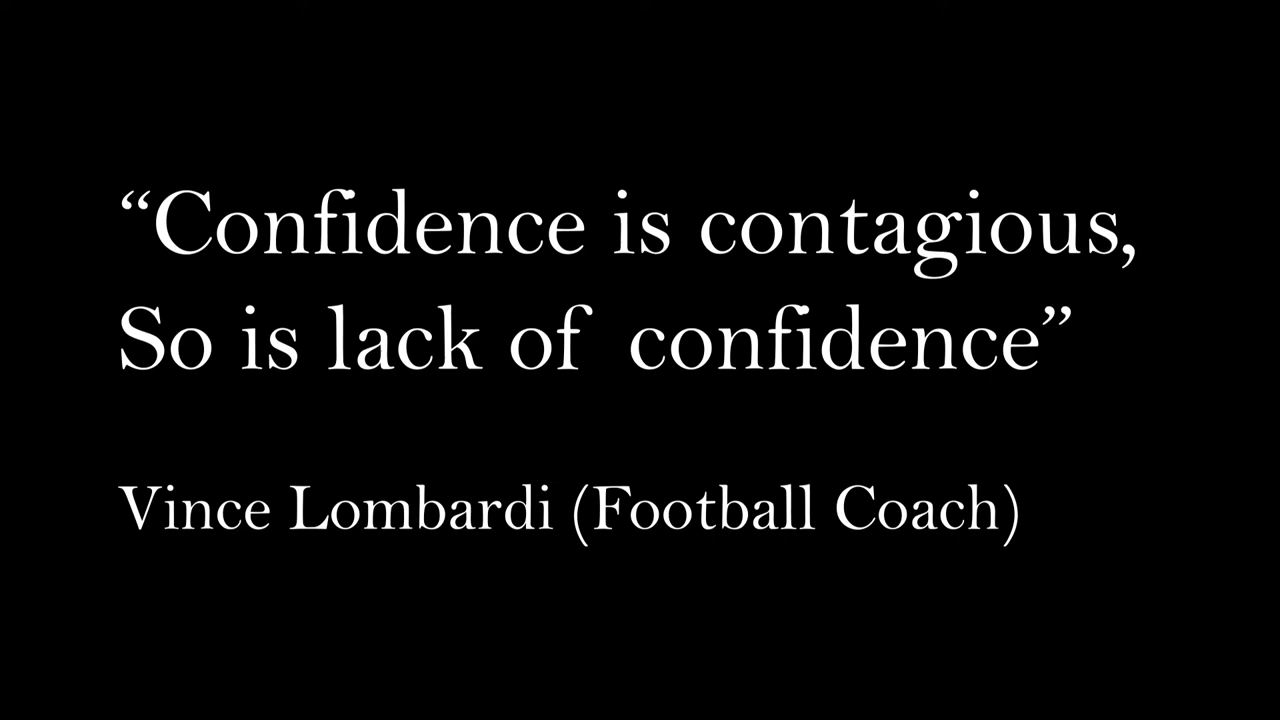 “Confidence is contagious,
So is lack of confidence”
Vince Lombardi (Football Coach)